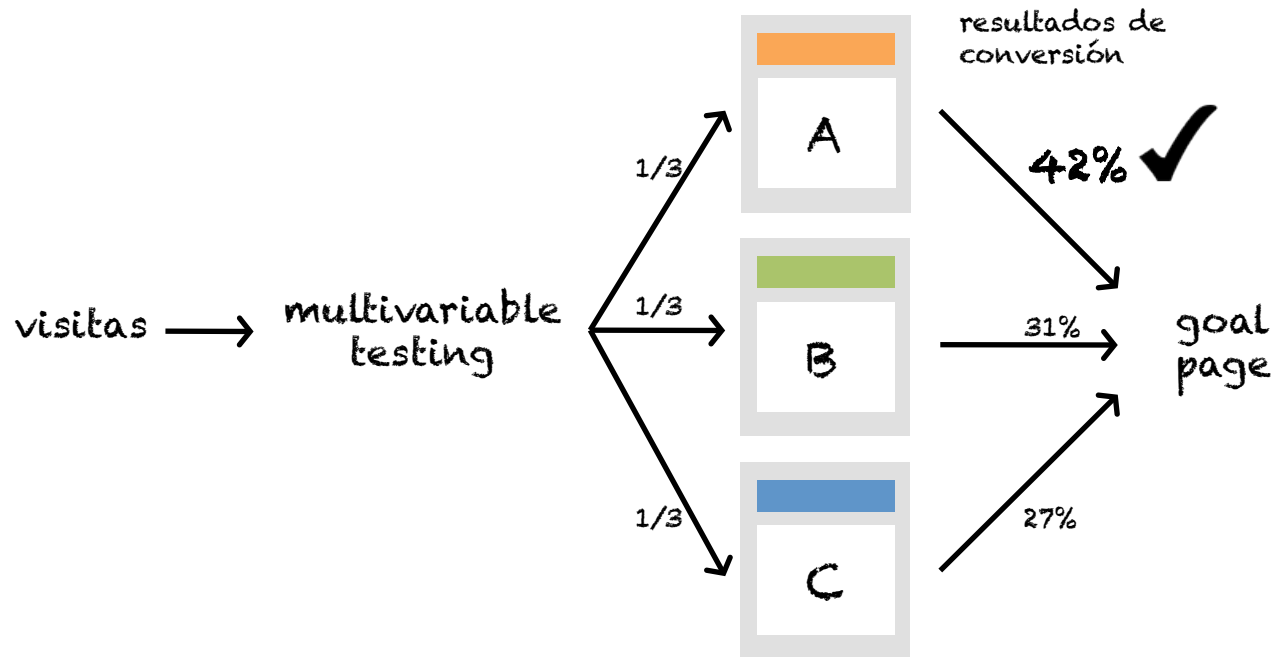 visitas
multivariable
testing
1/3
1/3
1/3
A
B
C
resultados de
conversión
42%
31%
27%
goal
page